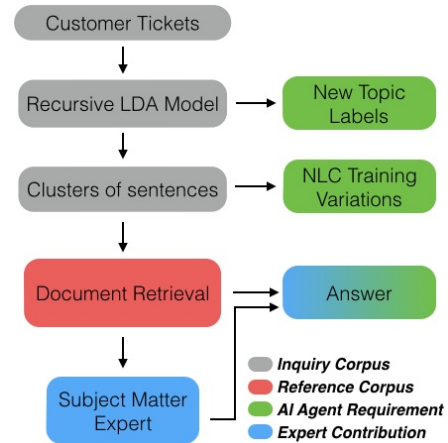 Customer Tickets
Recursive LDA Model
New Topic
Labels
Clusters of sentences
NLC Training
Variations
Document Retrieval
Answer
Subject Matter
Expert
Inquiry Corpus
Reference Corpus
AI Agent Requirement
Expert Contribution